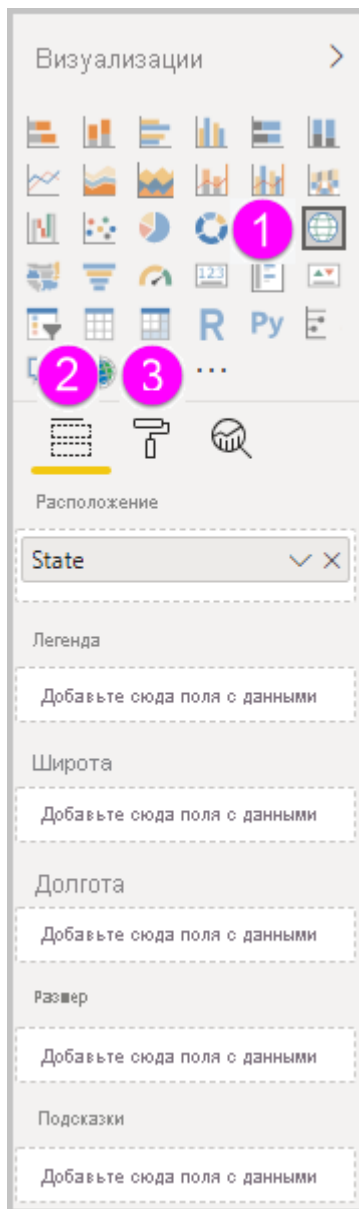 Визуализации
1
123
R Py
2 3 ...
Расположение
State
Легенда
Добавьте сюда поля с данными
Широта
Добавьте сюда поля с данными
Долгота
Добавьте сюда поля с данными
Размер
Добавьте сюда поля с данными
Подсказки
Добавьте сюда поля с данными